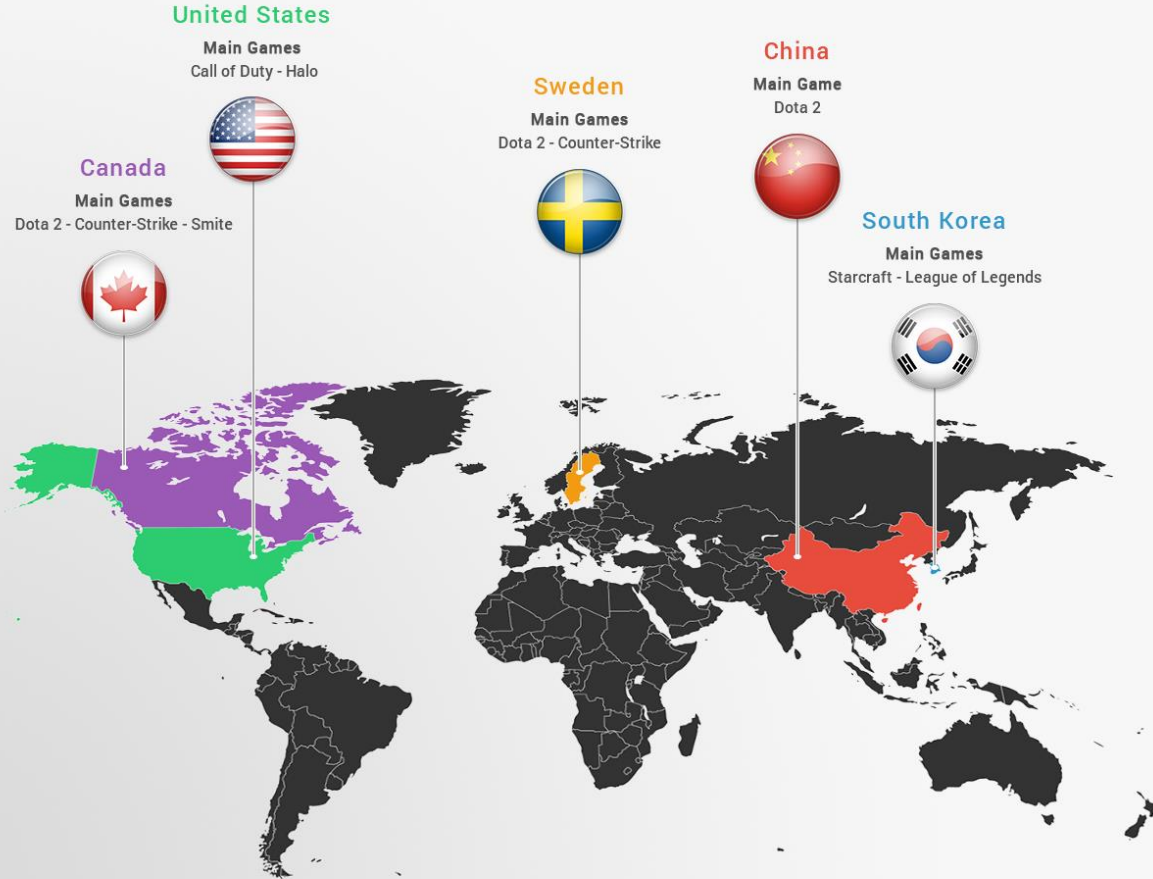 United States
Main Games
Call of Duty - Halo
China
Main Game
Dota 2
Sweden
Main Games
Dota 2 - Counter-Strike
Canada
Main Games
Dota 2 - Counter-Strike - Smite
South Korea
Main Games
Starcraft - League of Legends